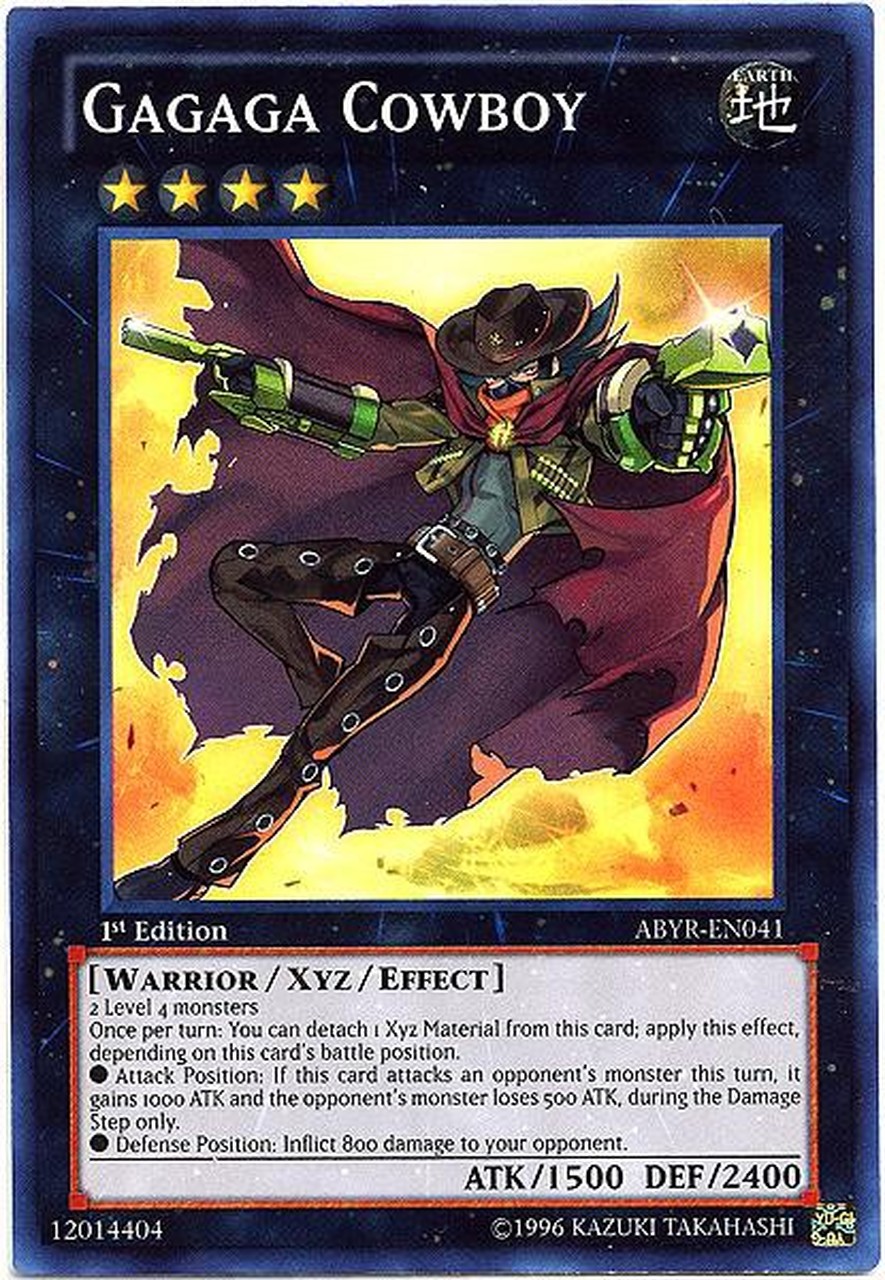 Gagaga Cowboy
EARTH
地
1st Edition
ABYR-EN041
[Warrior/Xyz/Effect]
2 Level 4 monsters
Once per turn: You can detach 1 Xyz Material from this card; apply this effect,
depending on this card's battle position.
● Attack Position: If this card attacks an opponent's monster this turn, it
gains 1000 ATK and the opponent's monster loses 500 ATK, during the Damage
Step only.
● Defense Position: Inflict 800 damage to your opponent.
ATK/1500 DEF/2400
12014404
©1996 KAZUKI TAKAHASHI